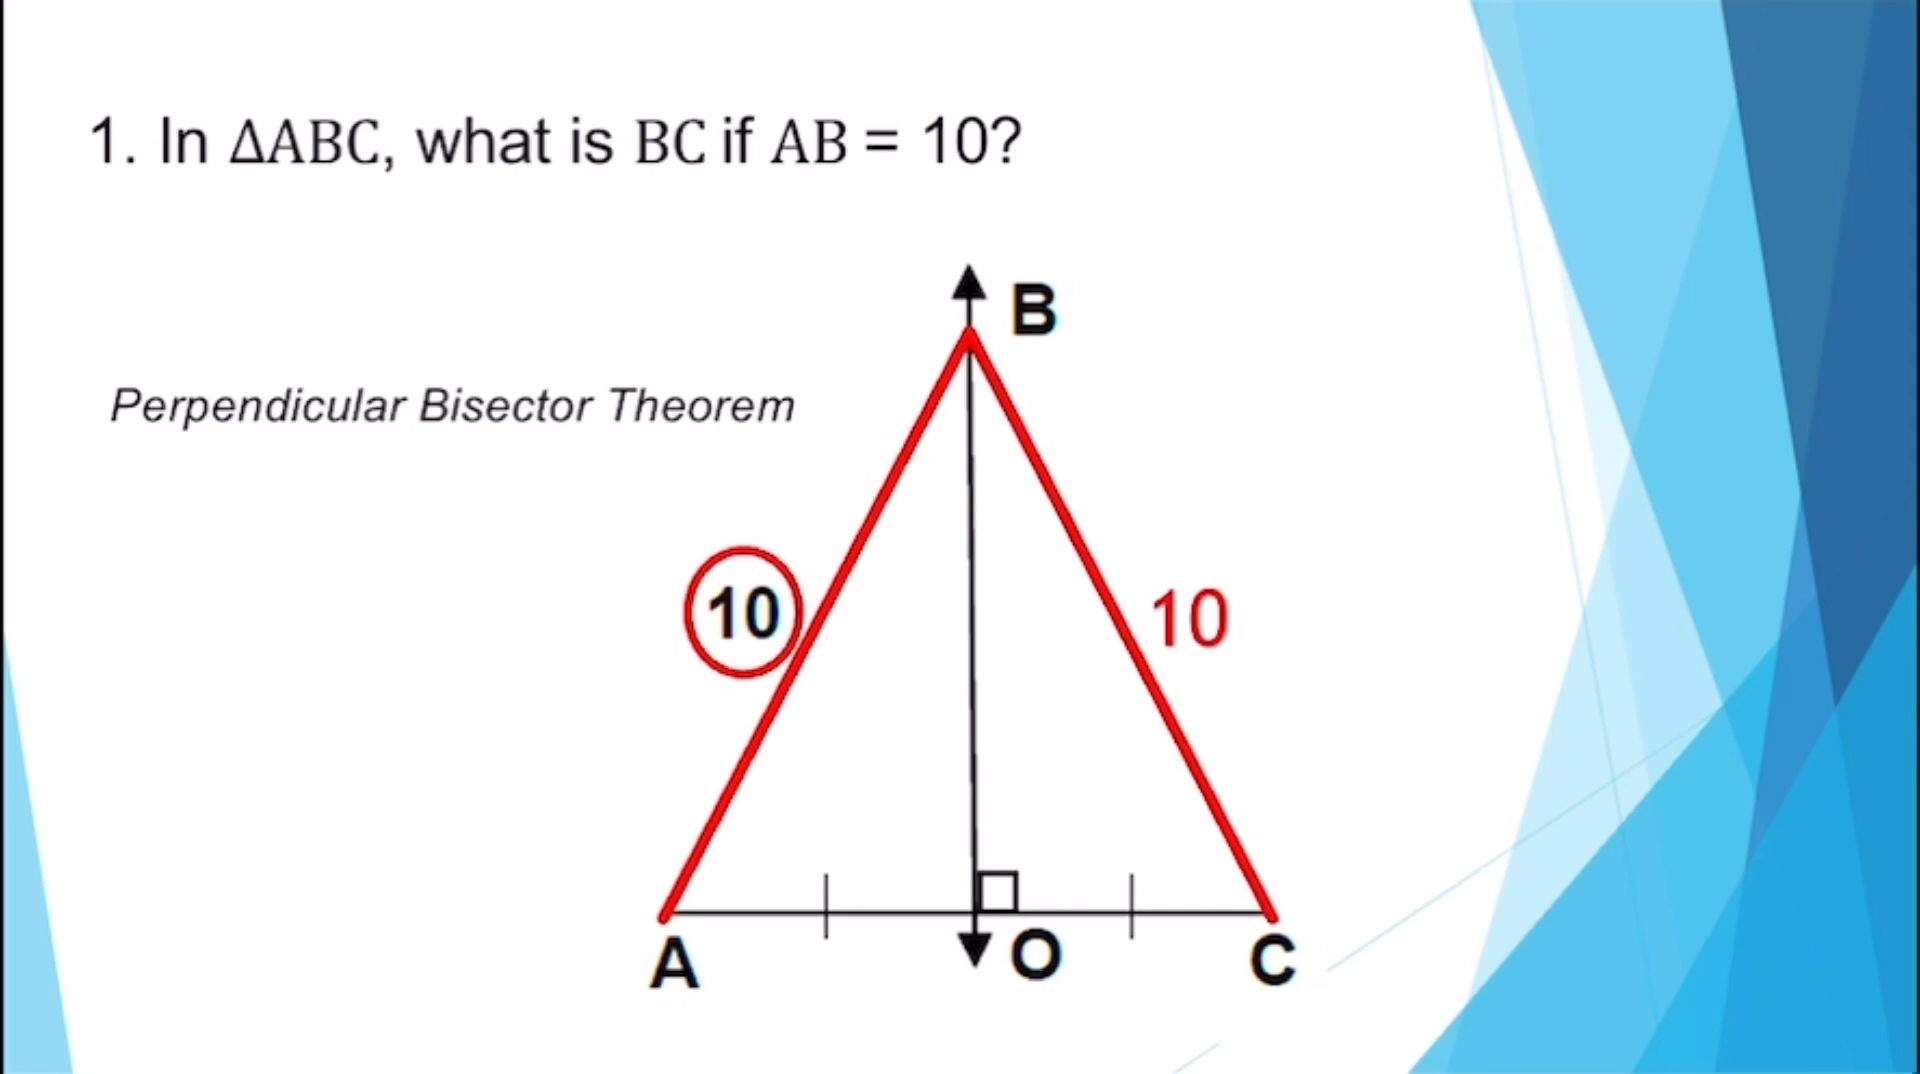 1. In ΔABC, what is BC if AB = 10?
B
Perpendicular Bisector Theorem
10
10
A
O
C